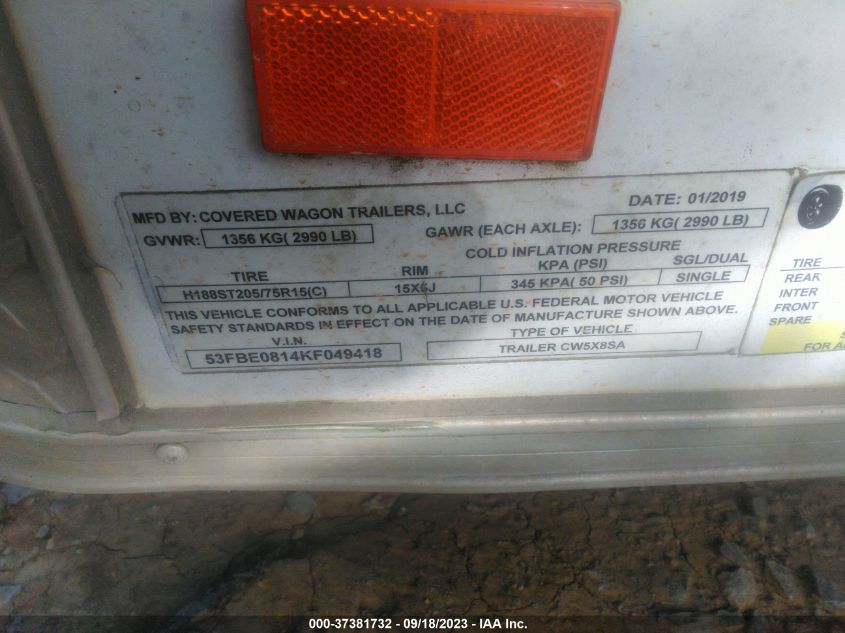 MFD BY: COVERED WAGON TRAILERS, LLC DATE: 01/2019
GVWR: 1356 KG( 2990 LB) GAWR (EACH AXLE): 1356 KG( 2990 LB)
COLD INFLATION PRESSURE
TIRE RIM KPA (PSI) SGL/DUAL
H188ST205/75R15(C) 15X6J 345 KPA( 50 PSI) SINGLE
THIS VEHICLE CONFORMS TO ALL APPLICABLE U.S. FEDERAL MOTOR VEHICLE
SAFETY STANDARDS IN EFFECT ON THE DATE OF MANUFACTURE SHOWN ABOVE.
V.I.N. TYPE OF VEHICLE
53FBE0814KF049418 TRAILER CW5X8SA
TIRE
REAR
INTER
FRONT
SPARE
FOR
000-37381732 - 09/18/2023 - IAA Inc.